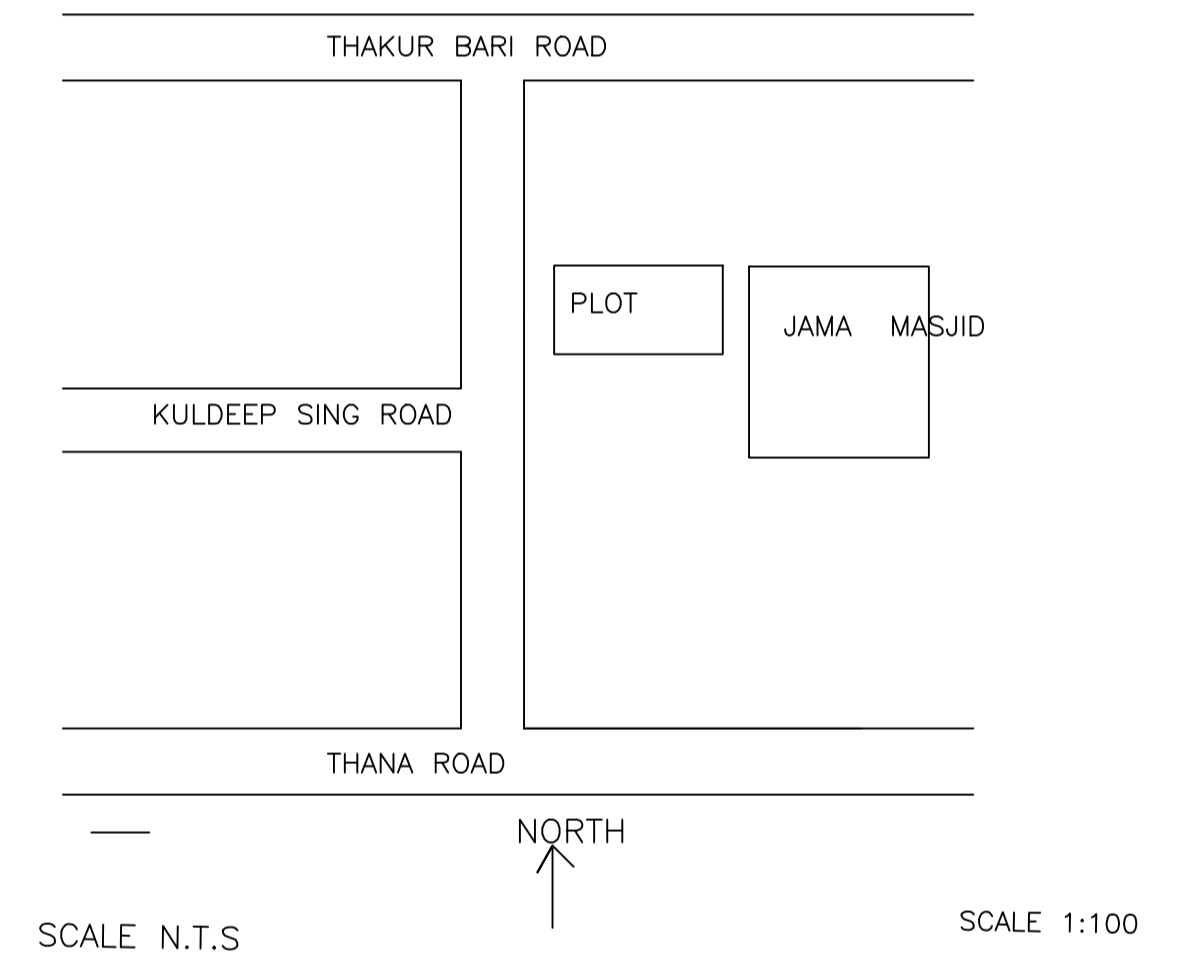 THAKUR BARI ROAD
PLOT
JAMA MASJID
KULDEEP SING ROAD
THANA ROAD
NORTH
SCALE N.T.S
SCALE 1:100